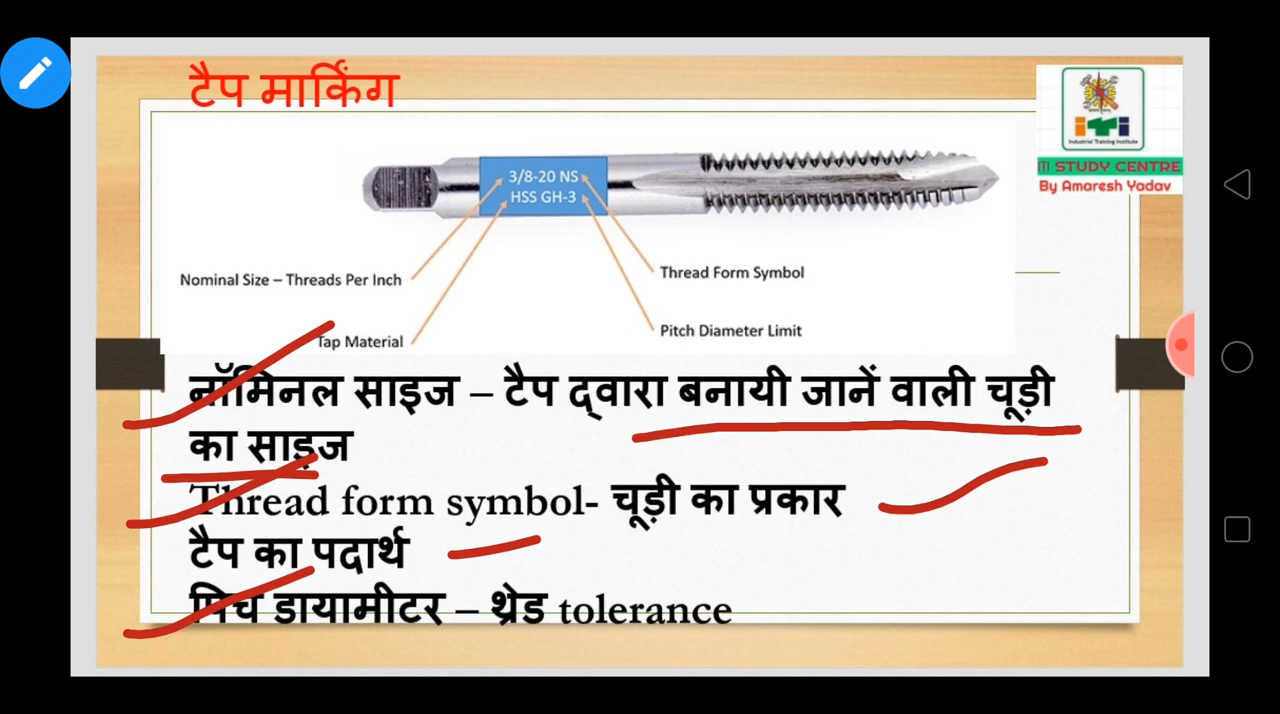 टैप मार्किंग
3/8-20 NS
HSS GH-3
Nominal Size – Threads Per Inch
Thread Form Symbol
Tap Material
Pitch Diameter Limit
iTi
Industrial Training Institute
ITI STUDY CENTRE
By Amaresh Yadav
नॉमिनल साइज – टैप द्वारा बनायी जानें वाली चूड़ी
का साइज
Thread form symbol- चूड़ी का प्रकार
टैप का पदार्थ
पिच डायामीटर – थ्रेड tolerance